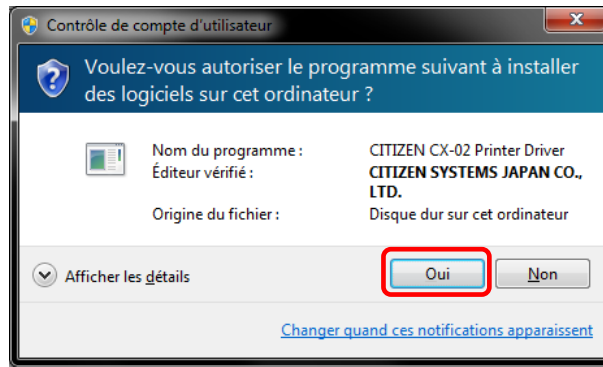 Contrôle de compte d'utilisateur
Voulez-vous autoriser le programme suivant à installer
des logiciels sur cet ordinateur ?
Nom du programme : CITIZEN CX-02 Printer Driver
Éditeur vérifié : CITIZEN SYSTEMS JAPAN CO.,
LTD.
Origine du fichier : Disque dur sur cet ordinateur
Afficher les détails Oui Non
Changer quand ces notifications apparaissent